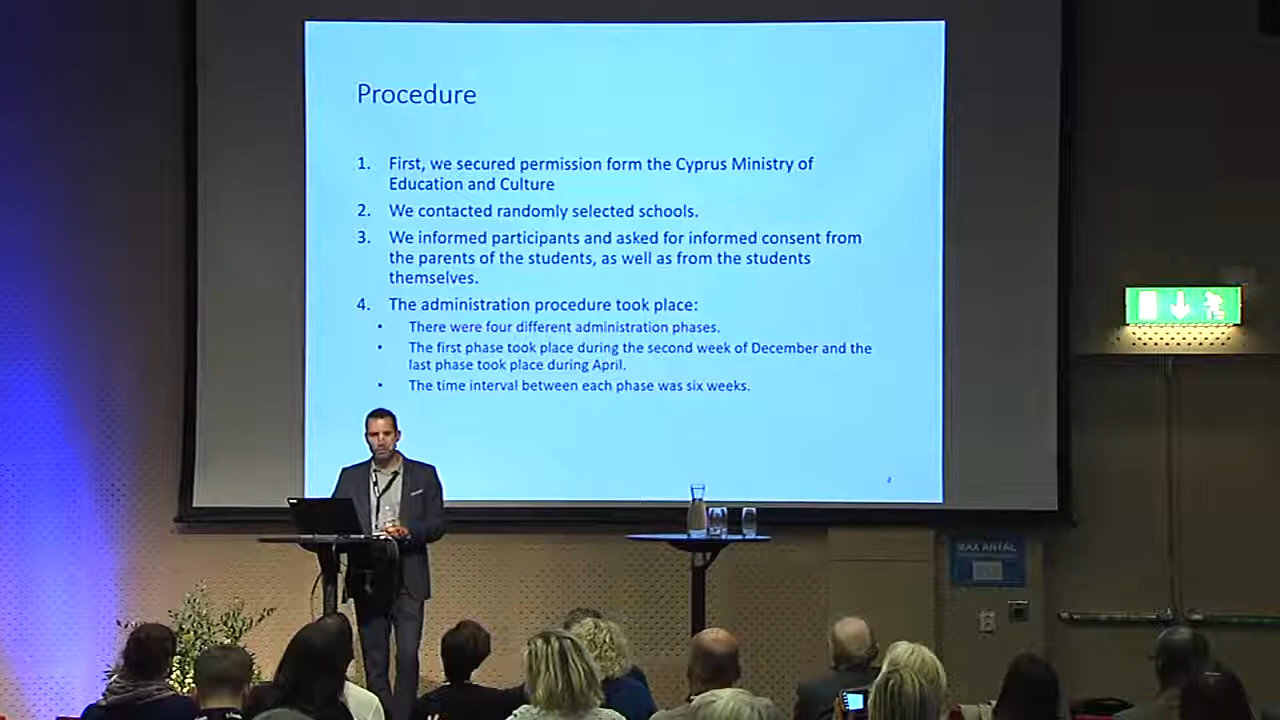 Procedure
1. First, we secured permission form the Cyprus Ministry of
Education and Culture
2. We contacted randomly selected schools.
3. We informed participants and asked for informed consent from
the parents of the students, as well as from the students
themselves.
4. The administration procedure took place:
• There were four different administration phases.
• The first phase took place during the second week of December and the
last phase took place during April.
• The time interval between each phase was six weeks.
MAX ANTAL